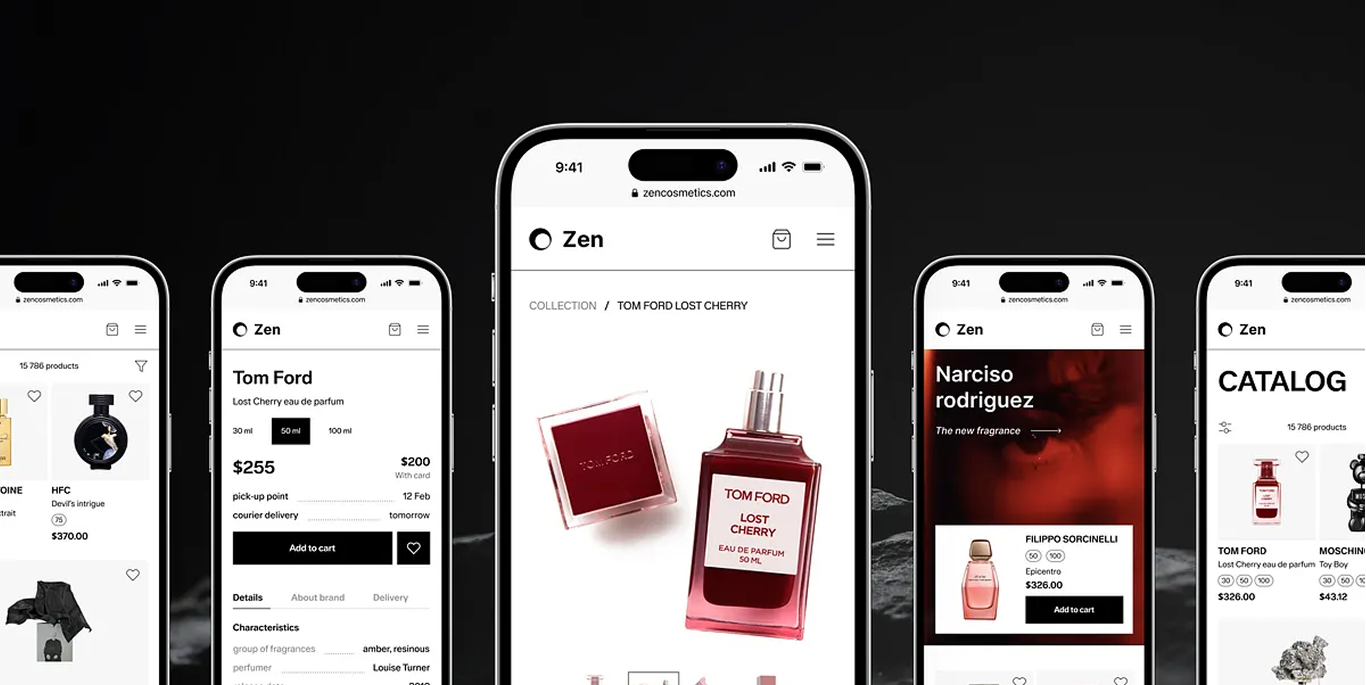 zencosmetics.com
15 786 products
OINE
trait
HFC
Devil's intrigue
75
$370.00
9:41
zencosmetics.com
Zen
Tom Ford
Lost Cherry eau de parfum
30 ml 50 ml 100 ml
$255 $200
With card
pick-up point 12 Feb
courier delivery tomorrow
Add to cart
Details About brand Delivery
Characteristics
group of fragrances amber, resinous
perfumer Louise Turner
9:41
zencosmetics.com
Zen
COLLECTION / TOM FORD LOST CHERRY
TOM FORD
TOM FORD
LOST
CHERRY
EAU DE PARFUM
50 ML
9:41
zencosmetics.com
Zen
Narciso
rodriguez
The new fragrance
FILIPPO SORCINELLI
50 100
Epicentro
$326.00
Add to cart
9:41
zencosmetics.com
Zen
CATALOG
15 786 products
TOM FORD
LOST
CHERRY
TOM FORD
Lost Cherry eau de parfum
30 50 100
$326.00
MOSCHIN
Toy Boy
30 50
$43.12